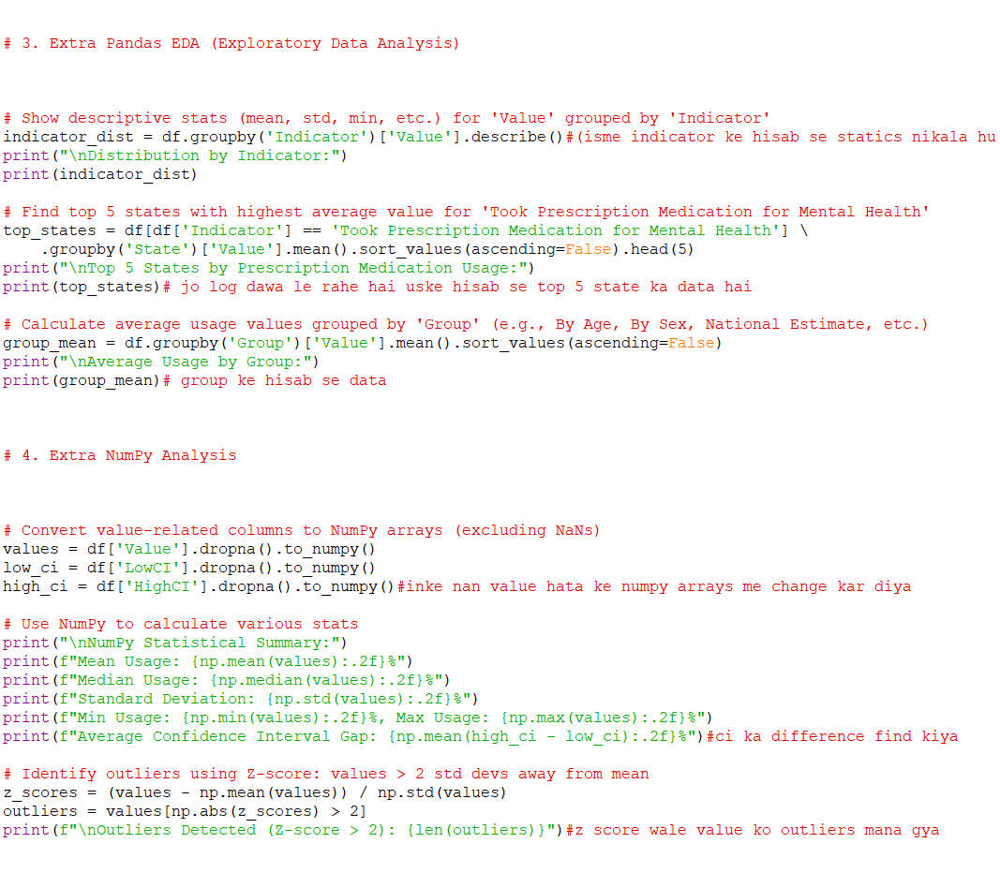 # 3. Extra Pandas EDA (Exploratory Data Analysis)
# Show descriptive stats (mean, std, min, etc.) for 'Value' grouped by 'Indicator'
indicator_dist = df.groupby('Indicator')['Value'].describe()#(isme indicator ke hisab se statics nikala hu
print("\nDistribution by Indicator:")
print(indicator_dist)
# Find top 5 states with highest average value for 'Took Prescription Medication for Mental Health'
top_states = df[df['Indicator'] == 'Took Prescription Medication for Mental Health'] \
    .groupby('State')['Value'].mean().sort_values(ascending=False).head(5)
print("\nTop 5 States by Prescription Medication Usage:")
print(top_states)# jo log dawa le rahe hai uske hisab se top 5 state ka data hai
# Calculate average usage values grouped by 'Group' (e.g., By Age, By Sex, National Estimate, etc.)
group_mean = df.groupby('Group')['Value'].mean().sort_values(ascending=False)
print("\nAverage Usage by Group:")
print(group_mean)# group ke hisab se data
# 4. Extra NumPy Analysis
# Convert value-related columns to NumPy arrays (excluding NaNs)
values = df['Value'].dropna().to_numpy()
low_ci = df['LowCI'].dropna().to_numpy()
high_ci = df['HighCI'].dropna().to_numpy()#inke nan value hata ke numpy arrays me change kar diya
# Use NumPy to calculate various stats
print("\nNumPy Statistical Summary:")
print(f"Mean Usage: {np.mean(values):.2f}%")
print(f"Median Usage: {np.median(values):.2f}%")
print(f"Standard Deviation: {np.std(values):.2f}%")
print(f"Min Usage: {np.min(values):.2f}%, Max Usage: {np.max(values):.2f}%")
print(f"Average Confidence Interval Gap: {np.mean(high_ci - low_ci):.2f}%")#ci ka difference find kiya
# Identify outliers using Z-score: values > 2 std devs away from mean
z_scores = (values - np.mean(values)) / np.std(values)
outliers = values[np.abs(z_scores) > 2]
print(f"\nOutliers Detected (Z-score > 2): {len(outliers)}")#z score wale value ko outliers mana gya